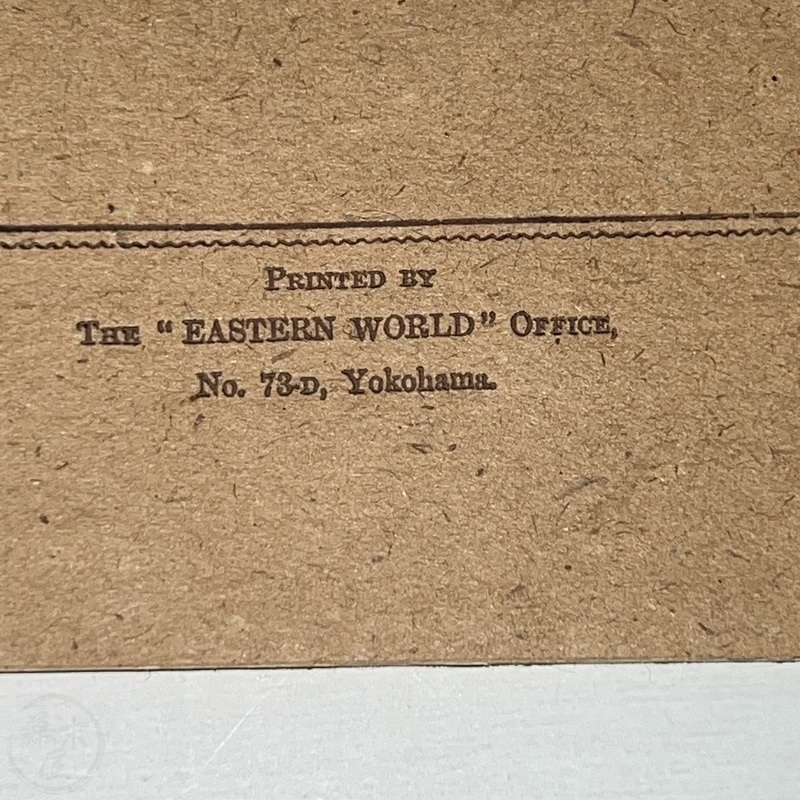 PRINTED BY
THE "EASTERN WORLD" OFFICE,
No. 73-D, Yokohama.